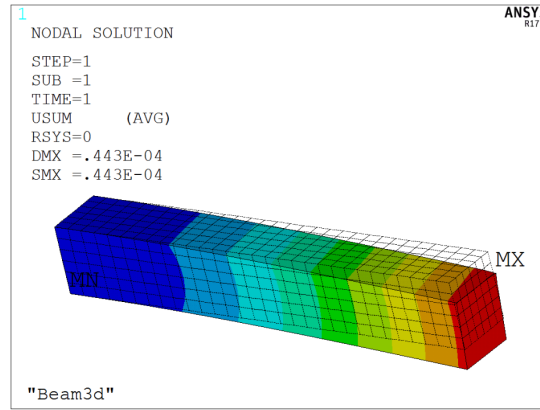 1
ANSY
R17
NODAL SOLUTION
STEP=1
SUB =1
TIME=1
USUM     (AVG)
RSYS=0
DMX =.443E-04
SMX =.443E-04
MX
MN
"Beam3d"